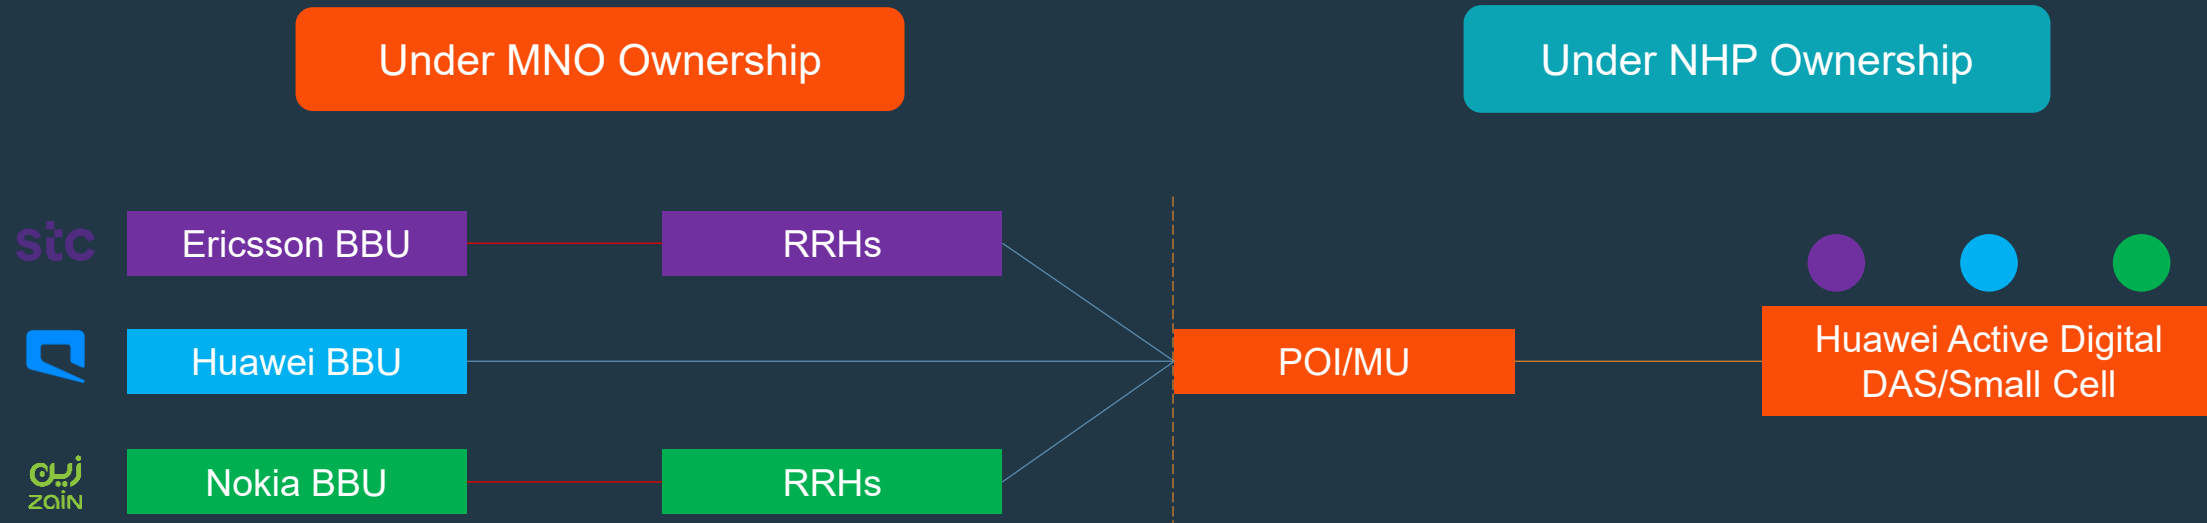 Under MNO Ownership
Under NHP Ownership
stc
Ericsson BBU
RRHs
Huawei BBU
POI/MU
Huawei Active Digital
DAS/Small Cell
زين
zain
Nokia BBU
RRHs